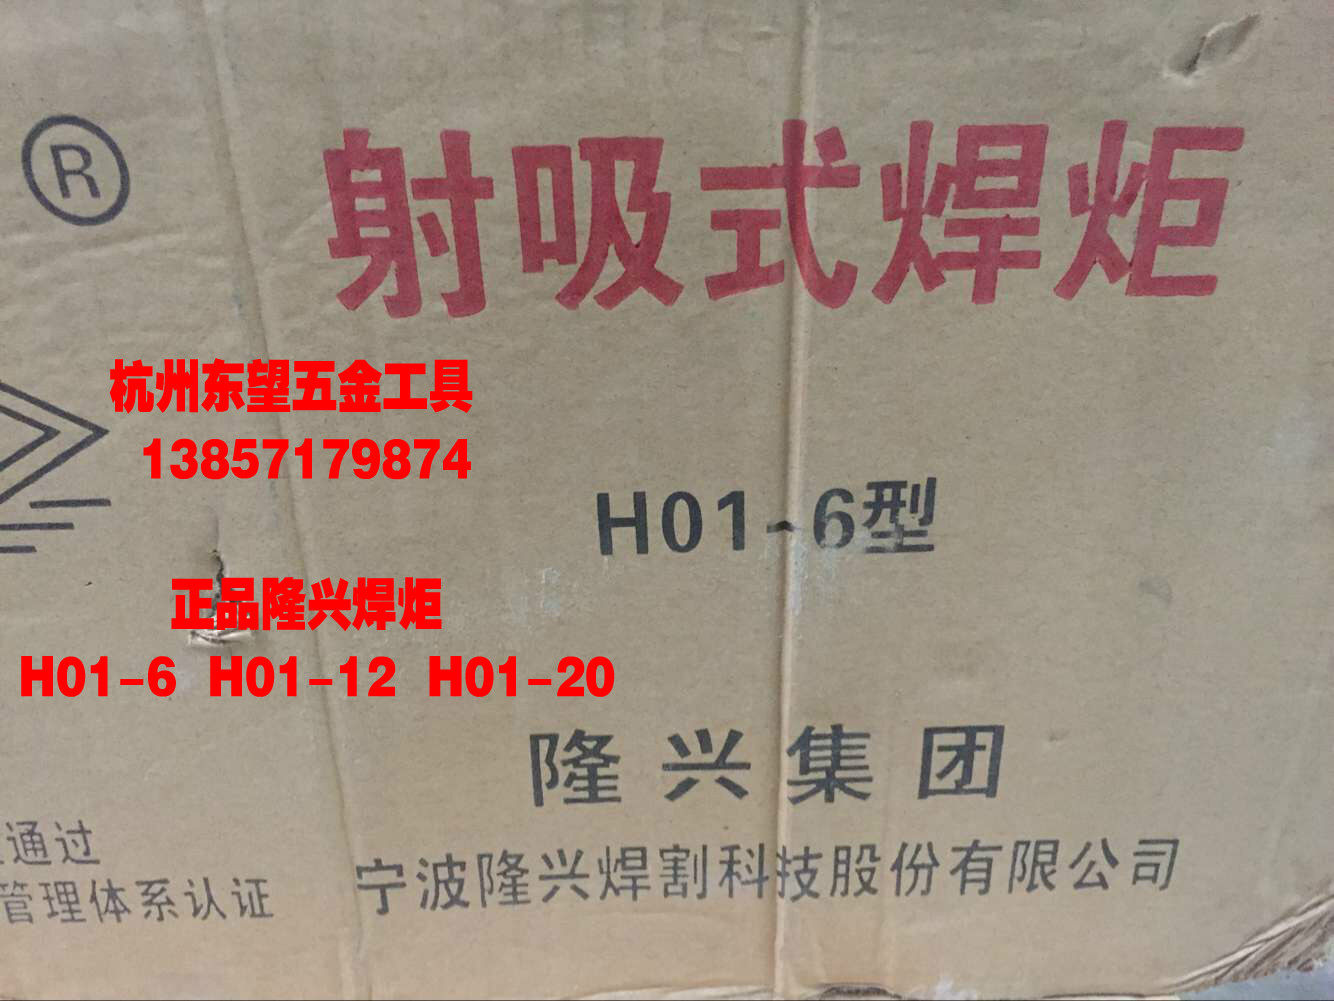 ®
射吸式焊炬
杭州东望五金工具
13857179874
H01-6型
正品隆兴焊炬
H01-6 H01-12 H01-20
隆兴集团
通过
管理体系认证
宁波隆兴焊割科技股份有限公司